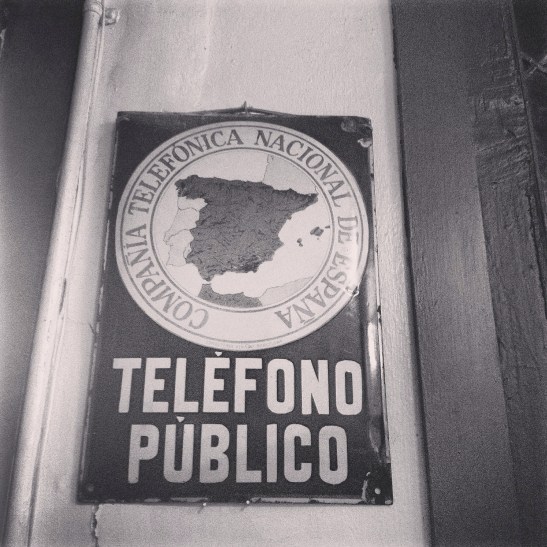 COMPAÑIA TELEFÓNICA NACIONAL DE ESPAÑA
TELÉFONO
PÚBLICO